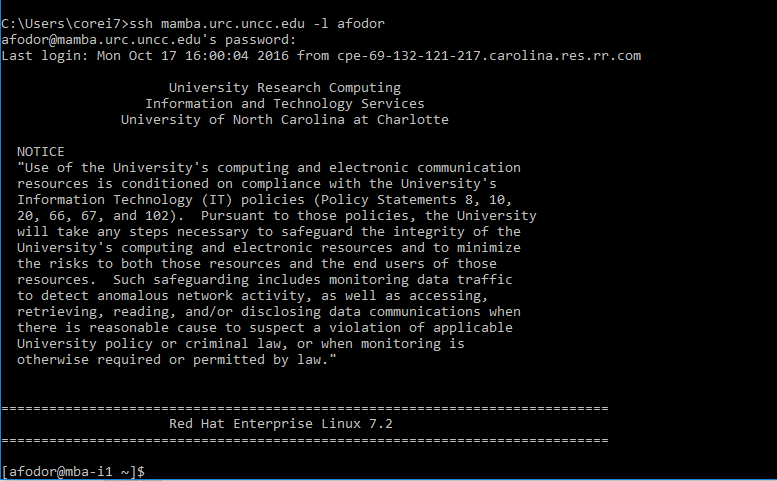 C:\Users\corei7>ssh mamba.urc.uncc.edu -l afodor
afodor@mamba.urc.uncc.edu's password:
Last login: Mon Oct 17 16:00:04 2016 from cpe-69-132-121-217.carolina.res.rr.com
University Research Computing
Information and Technology Services
University of North Carolina at Charlotte
NOTICE
"Use of the University's computing and electronic communication
resources is conditioned on compliance with the University's
Information Technology (IT) policies (Policy Statements 8, 10,
20, 66, 67, and 102).  Pursuant to those policies, the University
will take any steps necessary to safeguard the integrity of the
University's computing and electronic resources and to minimize
the risks to both those resources and the end users of those
resources.  Such safeguarding includes monitoring data traffic
to detect anomalous network activity, as well as accessing,
retrieving, reading, and/or disclosing data communications when
there is reasonable cause to suspect a violation of applicable
University policy or criminal law, or when monitoring is
otherwise required or permitted by law."
============================================================================
Red Hat Enterprise Linux 7.2
============================================================================
[afodor@mba-i1 ~]$